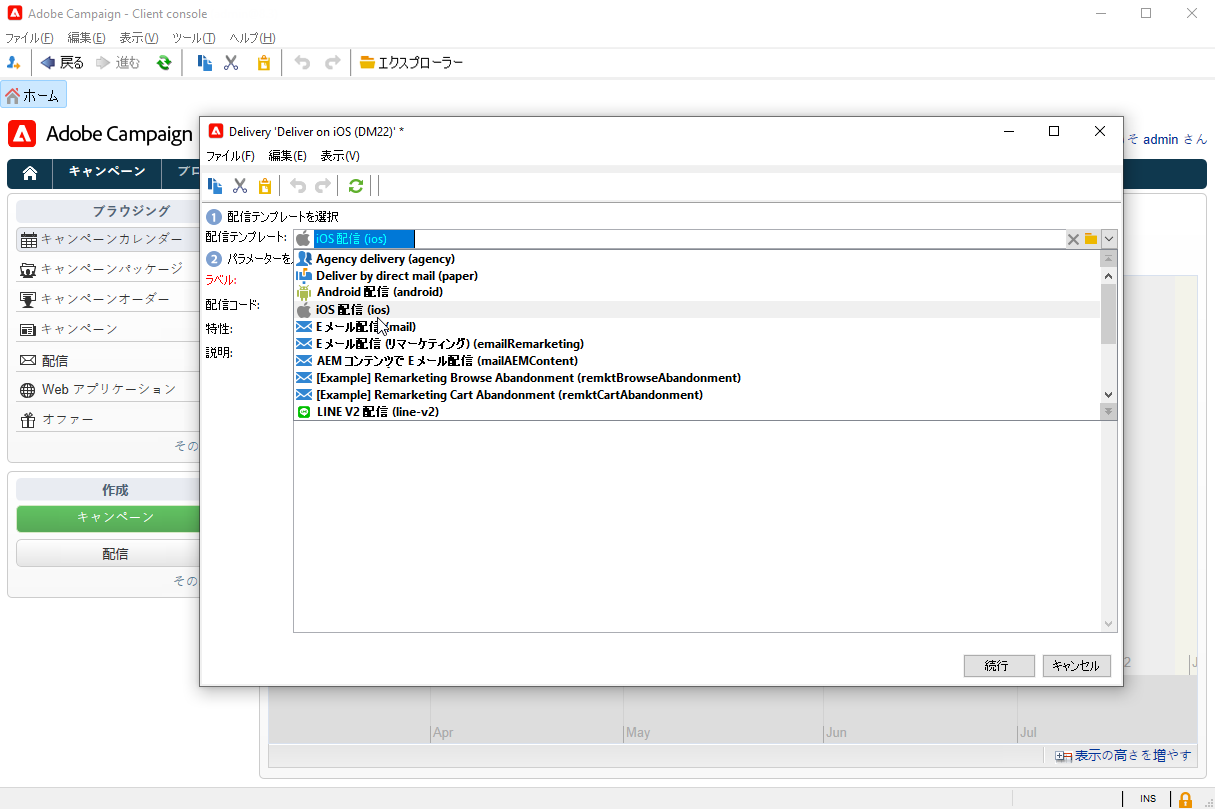 Adobe Campaign - Client console
ファイル(F) 編集(E) 表示(V) ツール(T) ヘルプ(H)
戻る 進む エクスプローラー
ホーム
Adobe Campaign
そ admin さん
キャンペーン プロ
ブラウジング
キャンペーンカレンダー
キャンペーンパッケージ
キャンペーンオーダー
キャンペーン
配信
Web アプリケーション
オファー
その
作成
キャンペーン
配信
その
Delivery 'Deliver on iOS (DM22)' *
ファイル(F) 編集(E) 表示(V)
1 配信テンプレートを選択
配信テンプレート: iOS 配信 (ios)
2 パラメーターを
ラベル:
配信コード:
特性:
説明:
Agency delivery (agency)
Deliver by direct mail (paper)
Android 配信 (android)
iOS 配信 (ios)
E メール配信 (mail)
E メール配信 (リマーケティング) (emailRemarketing)
AEM コンテンツで E メール配信 (mailAEMContent)
[Example] Remarketing Browse Abandonment (remktBrowseAbandonment)
[Example] Remarketing Cart Abandonment (remktCartAbandonment)
LINE V2 配信 (line-v2)
続行 キャンセル
2 J
Apr May Jun Jul
表示の高さを増やす
INS